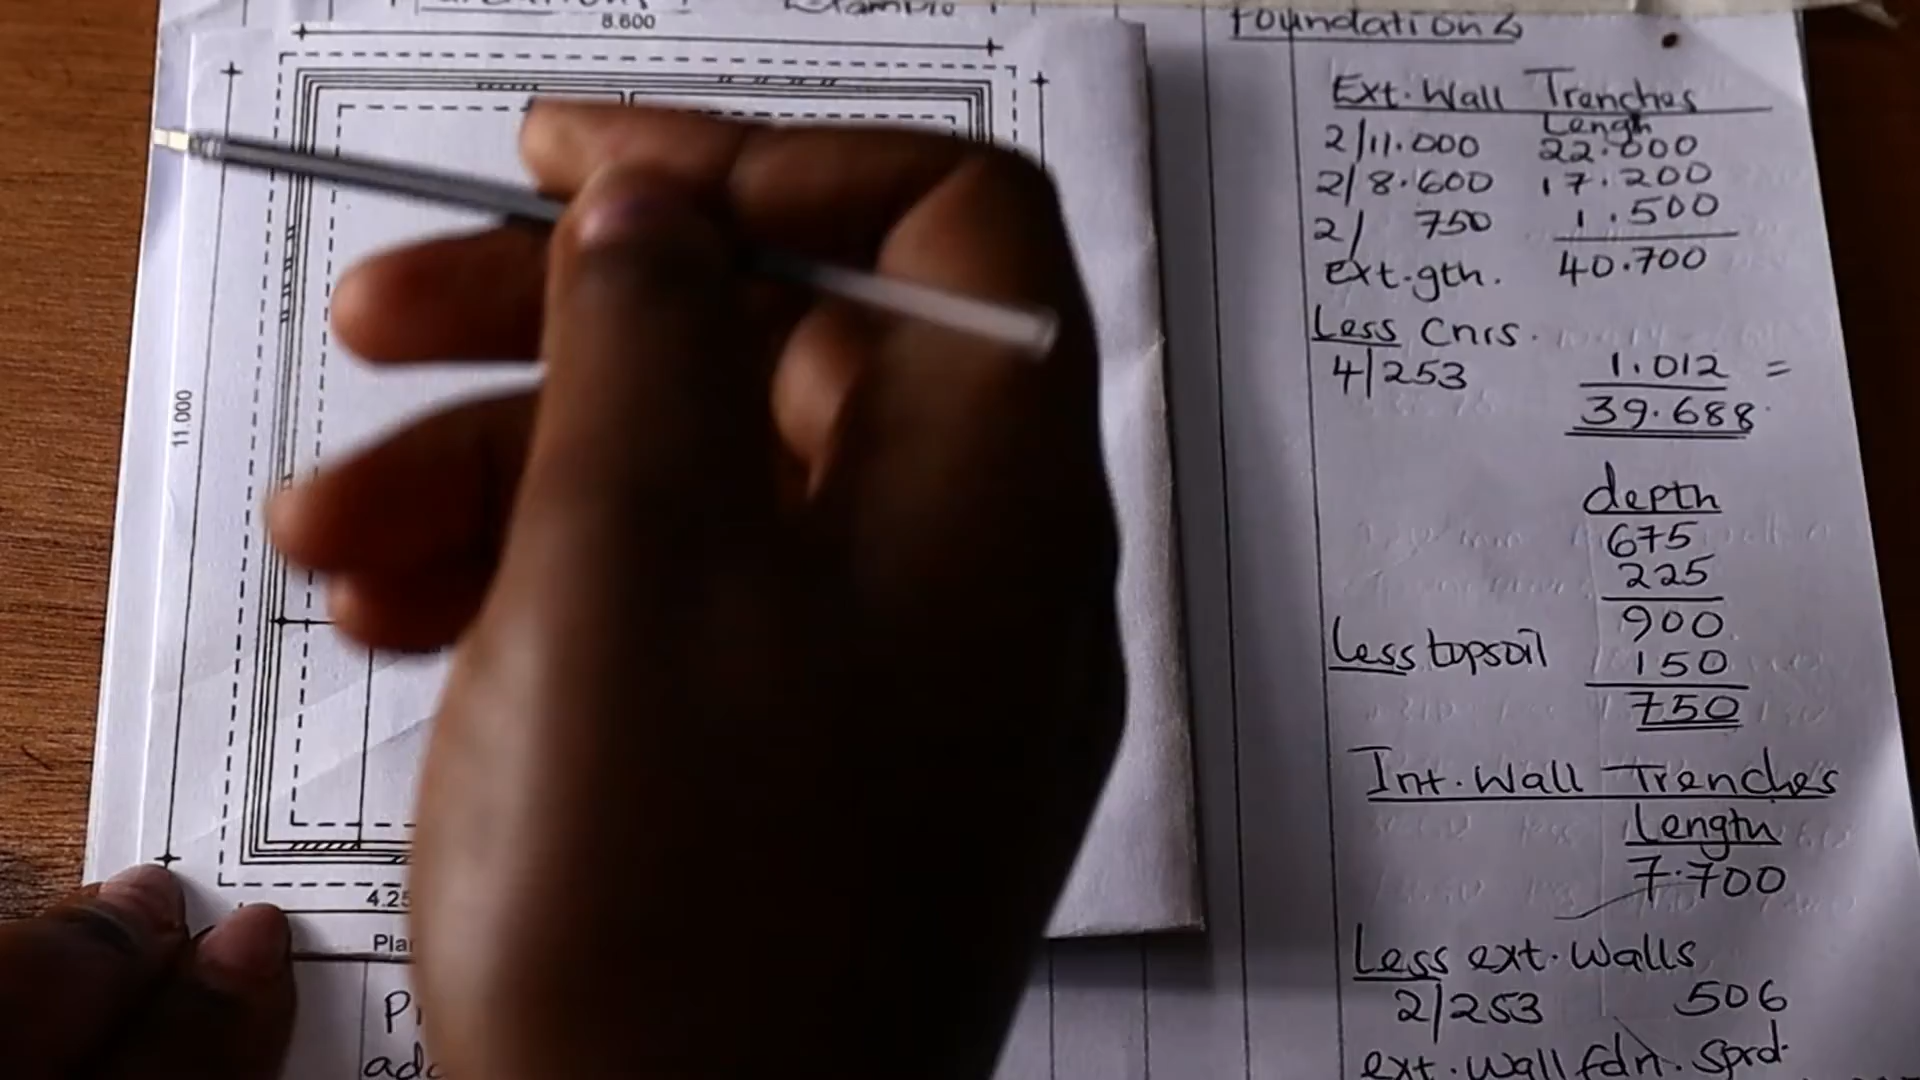 8.600
11.000
4.25
Pla
foundations
Ext. Wall Trenches
Length
2/11.000 22.000
2/8.600 17.200
2/ 750 1.500
ext.gth. 40.700
Less Cnrs.
4/253 1.012 =
39.688
depth
675
225
900
Less topsoil 150
750
Int. Wall Trenches
Length
7.700
Less ext. Walls
2/253 506
ext. wall fdn. Sprd.